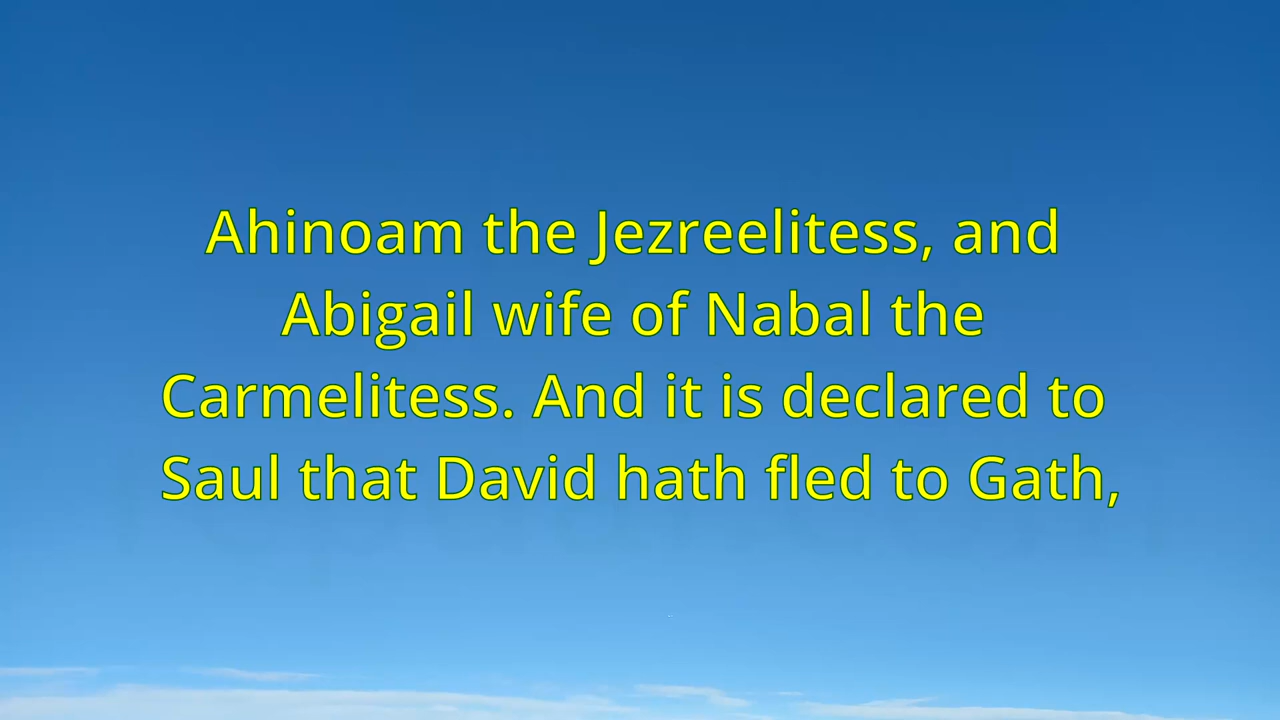 Ahinoam the Jezreelitess, and
Abigail wife of Nabal the
Carmelitess. And it is declared to
Saul that David hath fled to Gath,